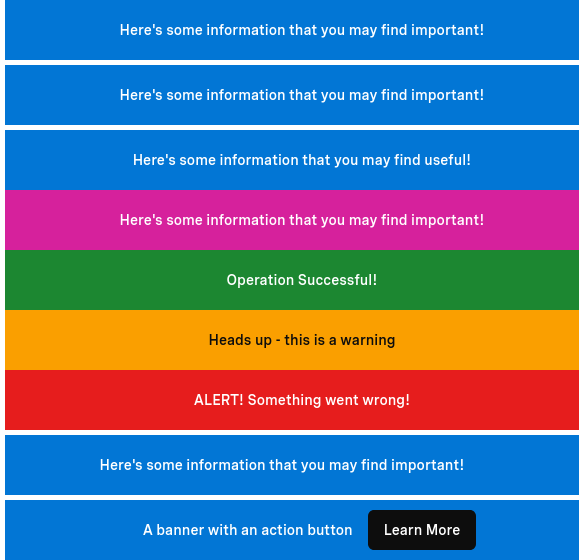 Here's some information that you may find important!
Here's some information that you may find important!
Here's some information that you may find useful!
Here's some information that you may find important!
Operation Successful!
Heads up - this is a warning
ALERT! Something went wrong!
Here's some information that you may find important!
A banner with an action button Learn More